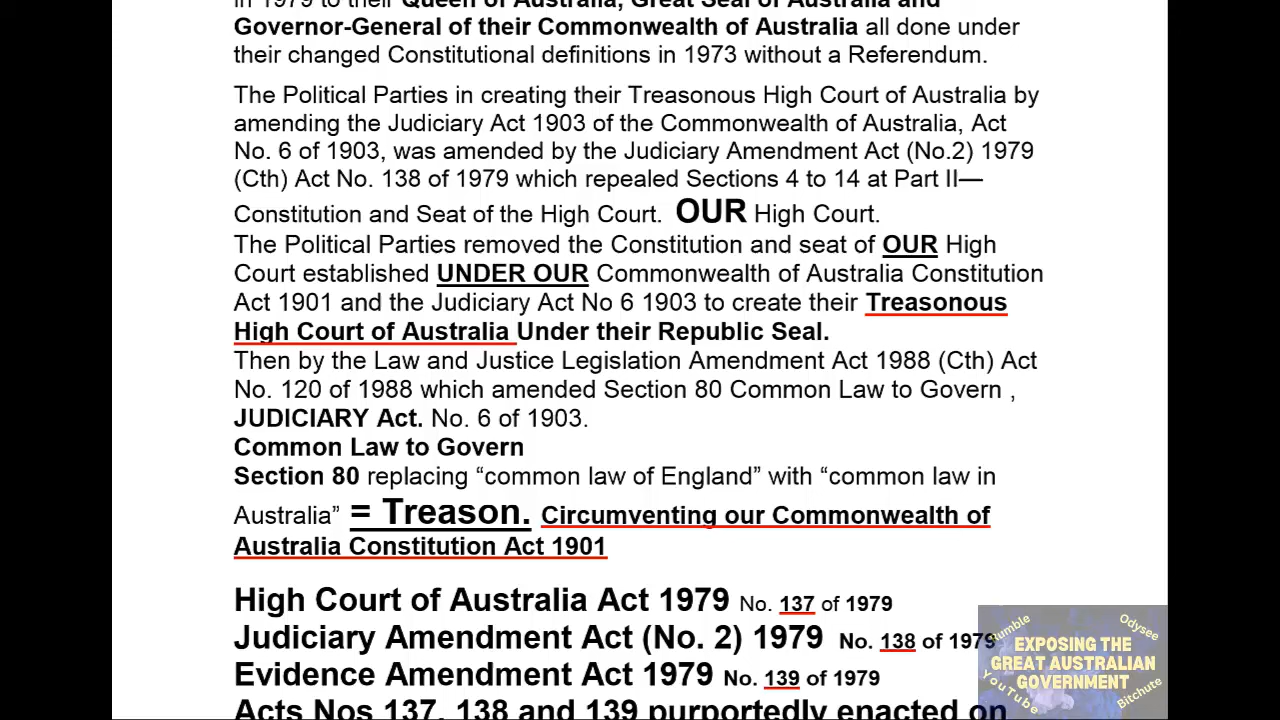 in 1979 to their Queen of Australia, Great Seal of Australia and
Governor-General of their Commonwealth of Australia all done under
their changed Constitutional definitions in 1973 without a Referendum.
The Political Parties in creating their Treasonous High Court of Australia by
amending the Judiciary Act 1903 of the Commonwealth of Australia, Act
No. 6 of 1903, was amended by the Judiciary Amendment Act (No.2) 1979
(Cth) Act No. 138 of 1979 which repealed Sections 4 to 14 at Part II—
Constitution and Seat of the High Court. OUR High Court.
The Political Parties removed the Constitution and seat of OUR High
Court established UNDER OUR Commonwealth of Australia Constitution
Act 1901 and the Judiciary Act No 6 1903 to create their Treasonous
High Court of Australia Under their Republic Seal.
Then by the Law and Justice Legislation Amendment Act 1988 (Cth) Act
No. 120 of 1988 which amended Section 80 Common Law to Govern ,
JUDICIARY Act. No. 6 of 1903.
Common Law to Govern
Section 80 replacing “common law of England” with “common law in
Australia” = Treason. Circumventing our Commonwealth of
Australia Constitution Act 1901
High Court of Australia Act 1979 No. 137 of 1979
Judiciary Amendment Act (No. 2) 1979 No. 138 of 1979
Evidence Amendment Act 1979 No. 139 of 1979
Acts Nos 137, 138 and 139 purportedly enacted on
Rumble
Odysee
EXPOSING THE
GREAT AUSTRALIAN
GOVERNMENT
YouTube
Bitchute